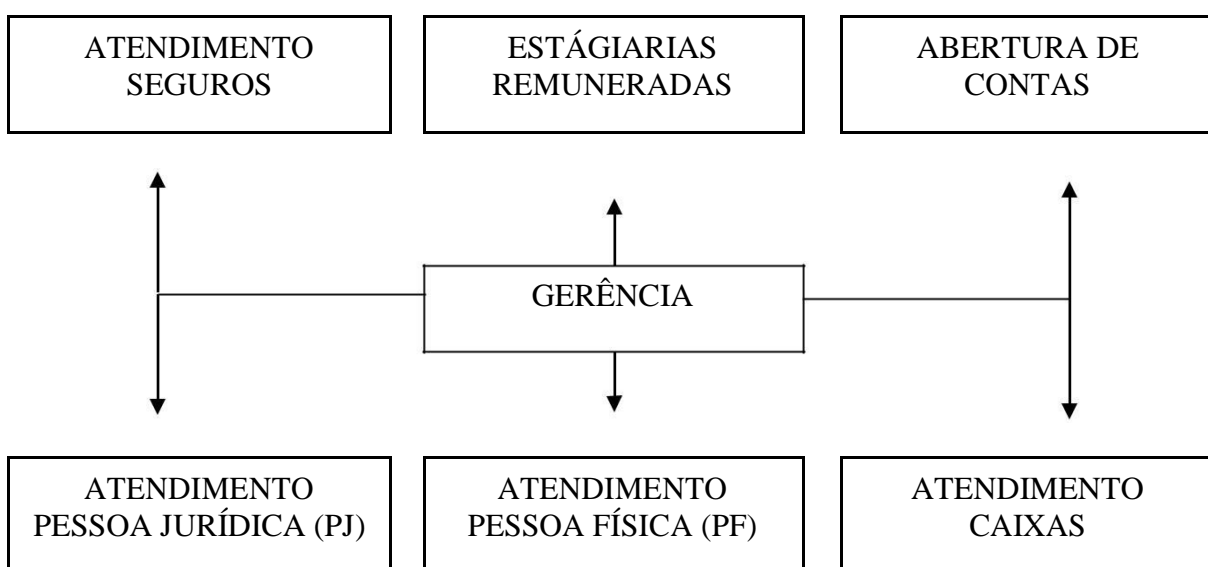 ATENDIMENTO
SEGUROS
ESTÁGIARIAS
REMUNERADAS
ABERTURA DE
CONTAS
GERÊNCIA
ATENDIMENTO
PESSOA JURÍDICA (PJ)
ATENDIMENTO
PESSOA FÍSICA (PF)
ATENDIMENTO
CAIXAS